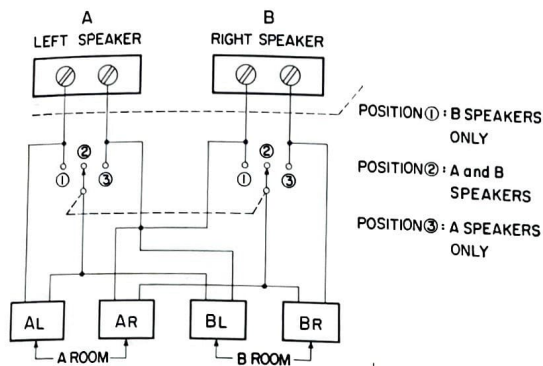 A
LEFT SPEAKER
B
RIGHT SPEAKER
POSITION①: B SPEAKERS
ONLY
POSITION②: A and B
SPEAKERS
POSITION③: A SPEAKERS
ONLY
② ②
① ③ ① ③
AL AR BL BR
A ROOM B ROOM